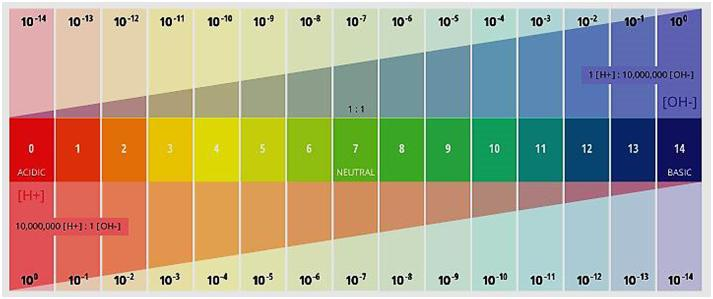 10⁻¹⁴ 10⁻¹³ 10⁻¹² 10⁻¹¹ 10⁻¹⁰ 10⁻⁹ 10⁻⁸ 10⁻⁷ 10⁻⁶ 10⁻⁵ 10⁻⁴ 10⁻³ 10⁻² 10⁻¹ 10⁰
1 [H+] : 10,000,000 [OH-]
[OH-]
1 : 1
0 1 2 3 4 5 6 7 8 9 10 11 12 13 14
ACIDIC NEUTRAL BASIC
[H+]
10,000,000 [H+] : 1 [OH-]
10⁰ 10⁻¹ 10⁻² 10⁻³ 10⁻⁴ 10⁻⁵ 10⁻⁶ 10⁻⁷ 10⁻⁸ 10⁻⁹ 10⁻¹⁰ 10⁻¹¹ 10⁻¹² 10⁻¹³ 10⁻¹⁴